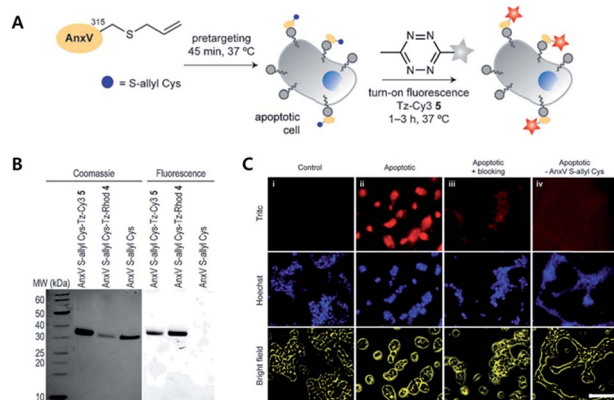 A
315
AnxV
S
= S-allyl Cys
pretargeting
45 min, 37 ºC
apoptotic
cell
N=N
N-N
turn-on fluorescence
Tz-Cy3 5
1–3 h, 37 ºC
B
Coomassie
Fluorescence
AnxV S-allyl Cys-Tz-Cy3 5
AnxV S-allyl Cys-Tz-Rhod 4
AnxV S-allyl Cys
AnxV S-allyl Cys-Tz-Cy3 5
AnxV S-allyl Cys-Tz-Rhod 4
AnxV S-allyl Cys
MW (kDa)
60
50
40
30
25
20
10
C
Control
Apoptotic
Apoptotic
+ blocking
Apoptotic
- AnxV S-allyl Cys
i
ii
iii
iv
Tritc
Hoechst
Bright field